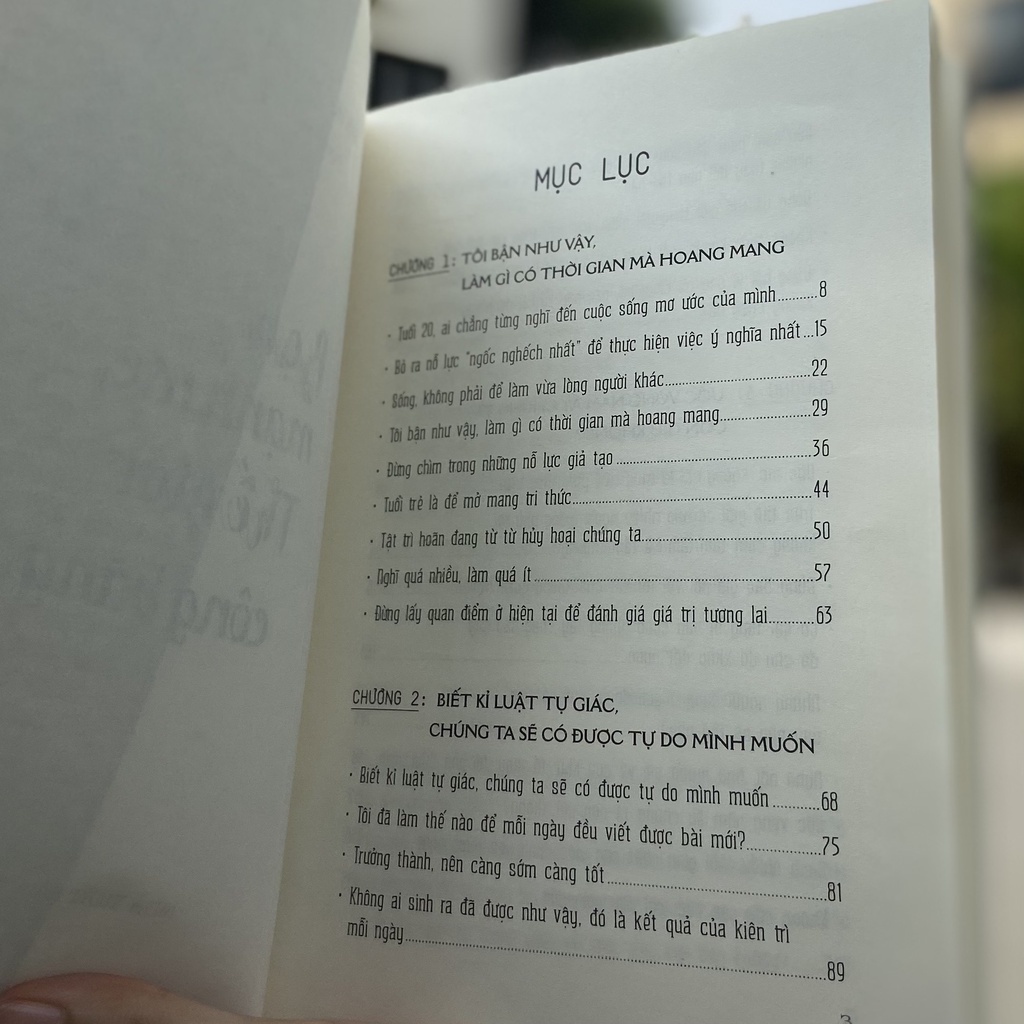 MỤC LỤC
CHƯƠNG 1: TÔI BẬN NHƯ VẬY,
LÀM GÌ CÓ THỜI GIAN MÀ HOANG MANG
· Tuổi 20, ai chẳng từng nghĩ đến cuộc sống mơ ước của mình..........8
· Bỏ ra nỗ lực "ngốc nghếch nhất" để thực hiện việc ý nghĩa nhất...15
· Sống, không phải để làm vừa lòng người khác..............................22
· Tôi bận như vậy, làm gì có thời gian mà hoang mang...................29
· Đừng chìm trong những nỗ lực giả tạo........................................36
· Tuổi trẻ là để mở mang tri thức..................................................44
· Tật trì hoãn đang từ từ hủy hoại chúng ta...................................50
· Nghĩ quá nhiều, làm quá ít.........................................................57
· Đừng lấy quan điểm ở hiện tại để đánh giá giá trị tương lai..........63
CHƯƠNG 2: BIẾT KỈ LUẬT TỰ GIÁC,
CHÚNG TA SẼ CÓ ĐƯỢC TỰ DO MÌNH MUỐN
· Biết kỉ luật tự giác, chúng ta sẽ có được tự do mình muốn..........68
· Tôi đã làm thế nào để mỗi ngày đều viết được bài mới?................75
· Trưởng thành, nên càng sớm càng tốt..........................................81
· Không ai sinh ra đã được như vậy, đó là kết quả của kiên trì
mỗi ngày......................................................................................89
3